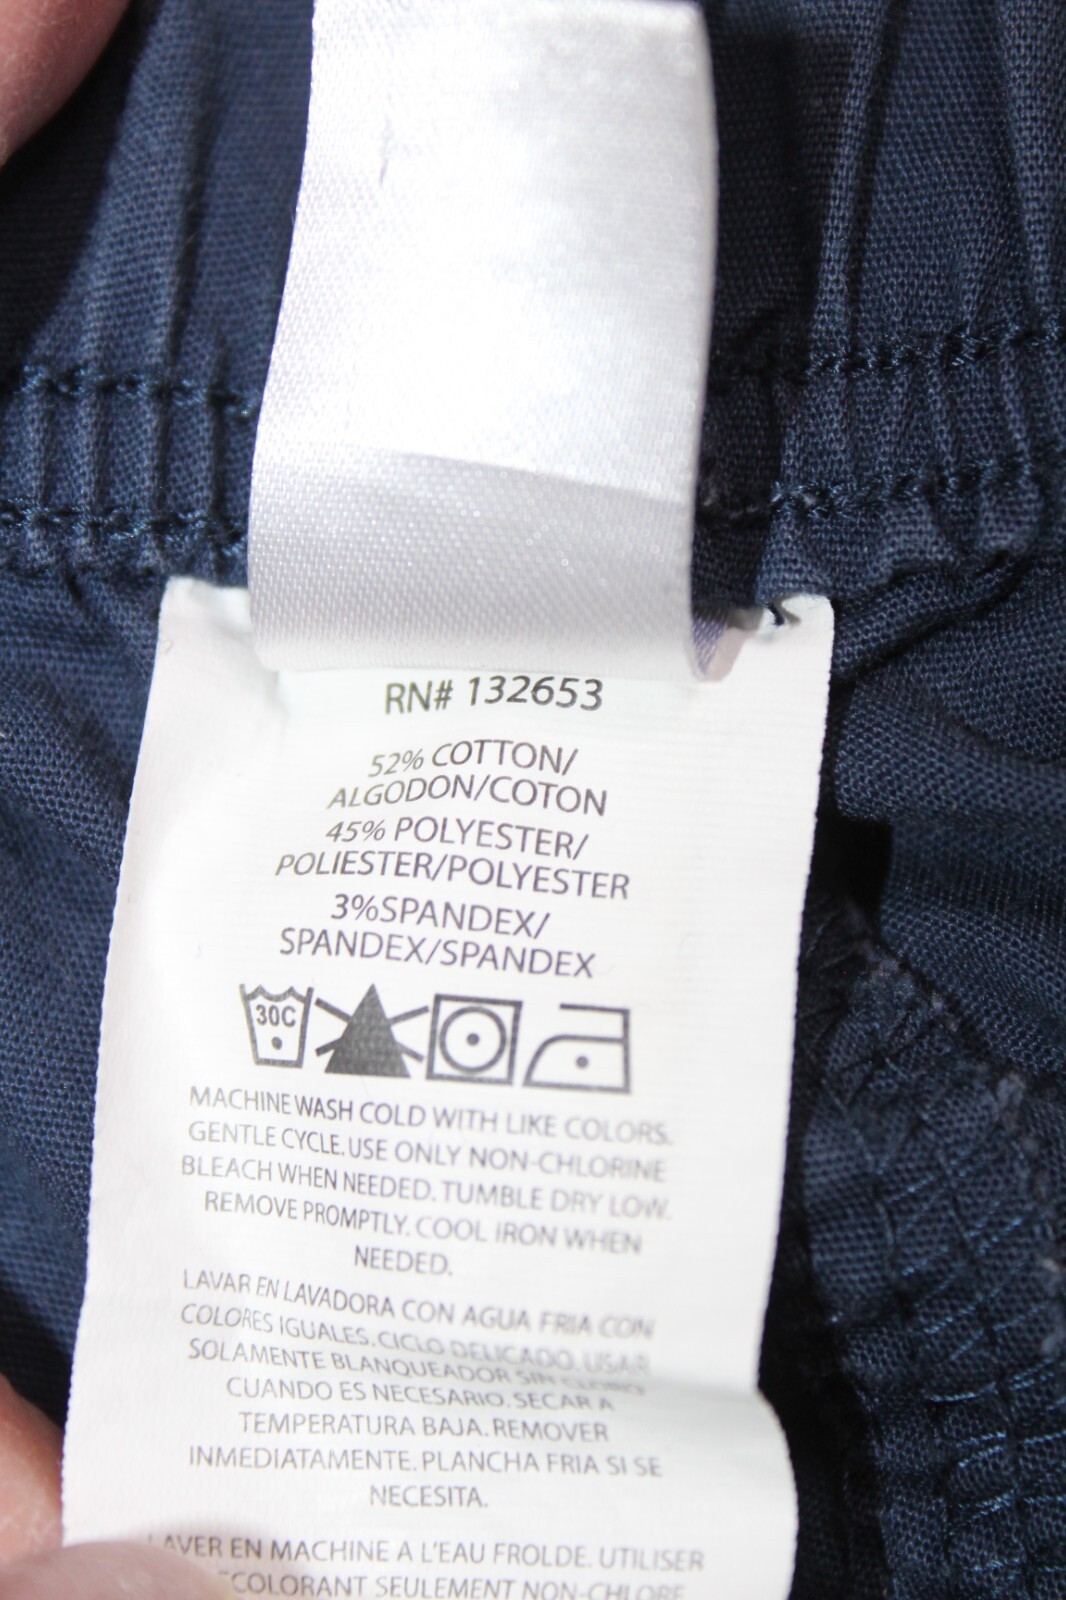 RN# 132653
52% COTTON/
ALGODON/COTON
45% POLYESTER/
POLIESTER/POLYESTER
3%SPANDEX/
SPANDEX/SPANDEX
30C
MACHINE WASH COLD WITH LIKE COLORS.
GENTLE CYCLE. USE ONLY NON-CHLORINE
BLEACH WHEN NEEDED. TUMBLE DRY LOW.
REMOVE PROMPTLY. COOL IRON WHEN
NEEDED.
LAVAR EN LAVADORA CON AGUA FRIA CON
COLORES IGUALES. CICLO DELICADO. USAR
SOLAMENTE BLANQUEADOR SIN CLORO
CUANDO ES NECESARIO. SECAR A
TEMPERATURA BAJA. REMOVER
INMEDIATAMENTE. PLANCHA FRIA SI SE
NECESITA.
LAVER EN MACHINE A L'EAU FROLDE. UTILISER
COLORANT SEULEMENT NON-CHLORE